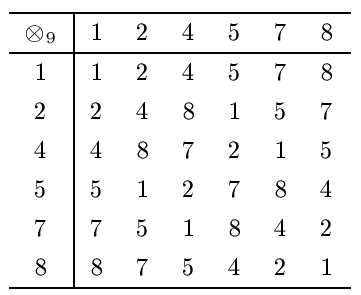 ⊗₉ 1 2 4 5 7 8
1 1 2 4 5 7 8
2 2 4 8 1 5 7
4 4 8 7 2 1 5
5 5 1 2 7 8 4
7 7 5 1 8 4 2
8 8 7 5 4 2 1